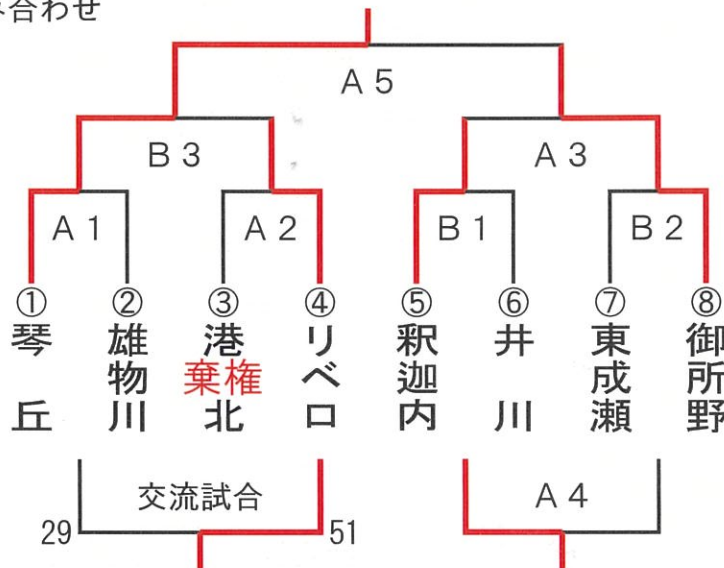 合わせ
A5
B3
A3
A1
A2
B1
B2
①
②
③
④
⑤
⑥
⑦
⑧
琴丘
雄物川
港北
棄権
リベロ
釈迦内
井川
東成瀬
御所野
交流試合
A4
29
51